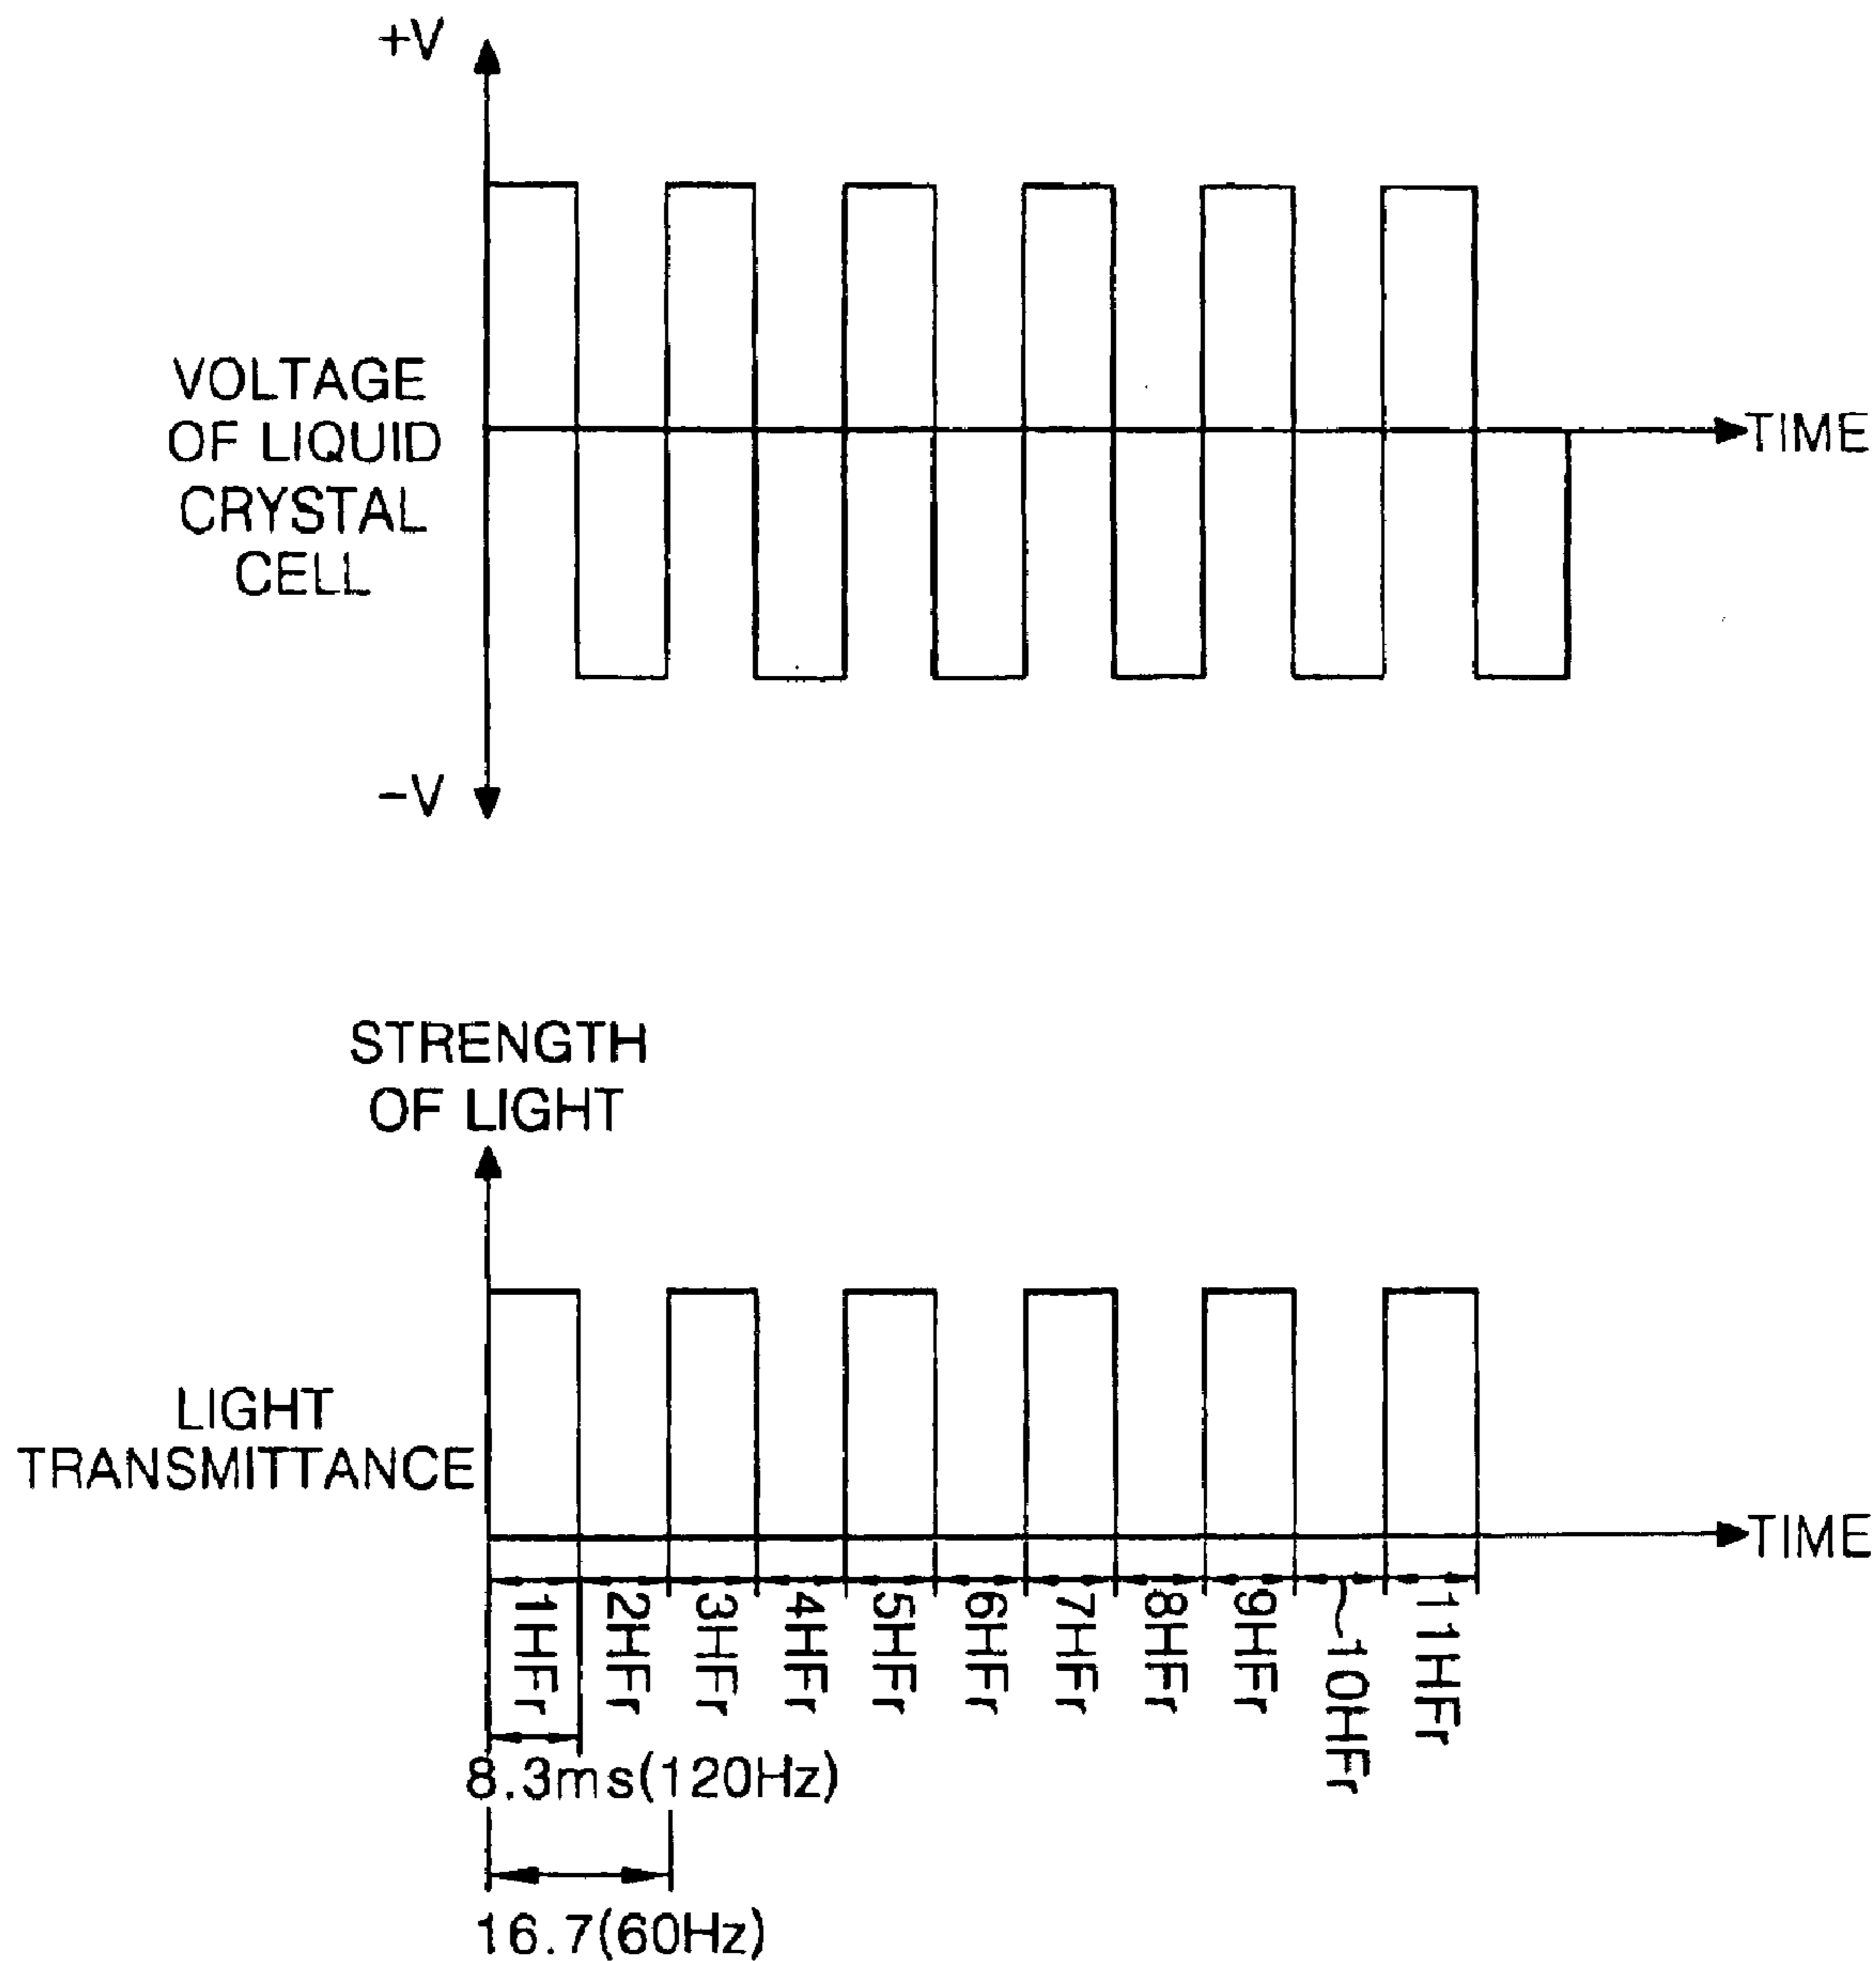 +V
VOLTAGE
OF LIQUID
CRYSTAL
CELL
TIME
-V
STRENGTH
OF LIGHT
LIGHT
TRANSMITTANCE
TIME
1HFr
2HFr
3HFr
4HFr
5HFr
6HFr
7HFr
8HFr
9HFr
10HFr
11HFr
8.3ms(120Hz)
16.7(60Hz)